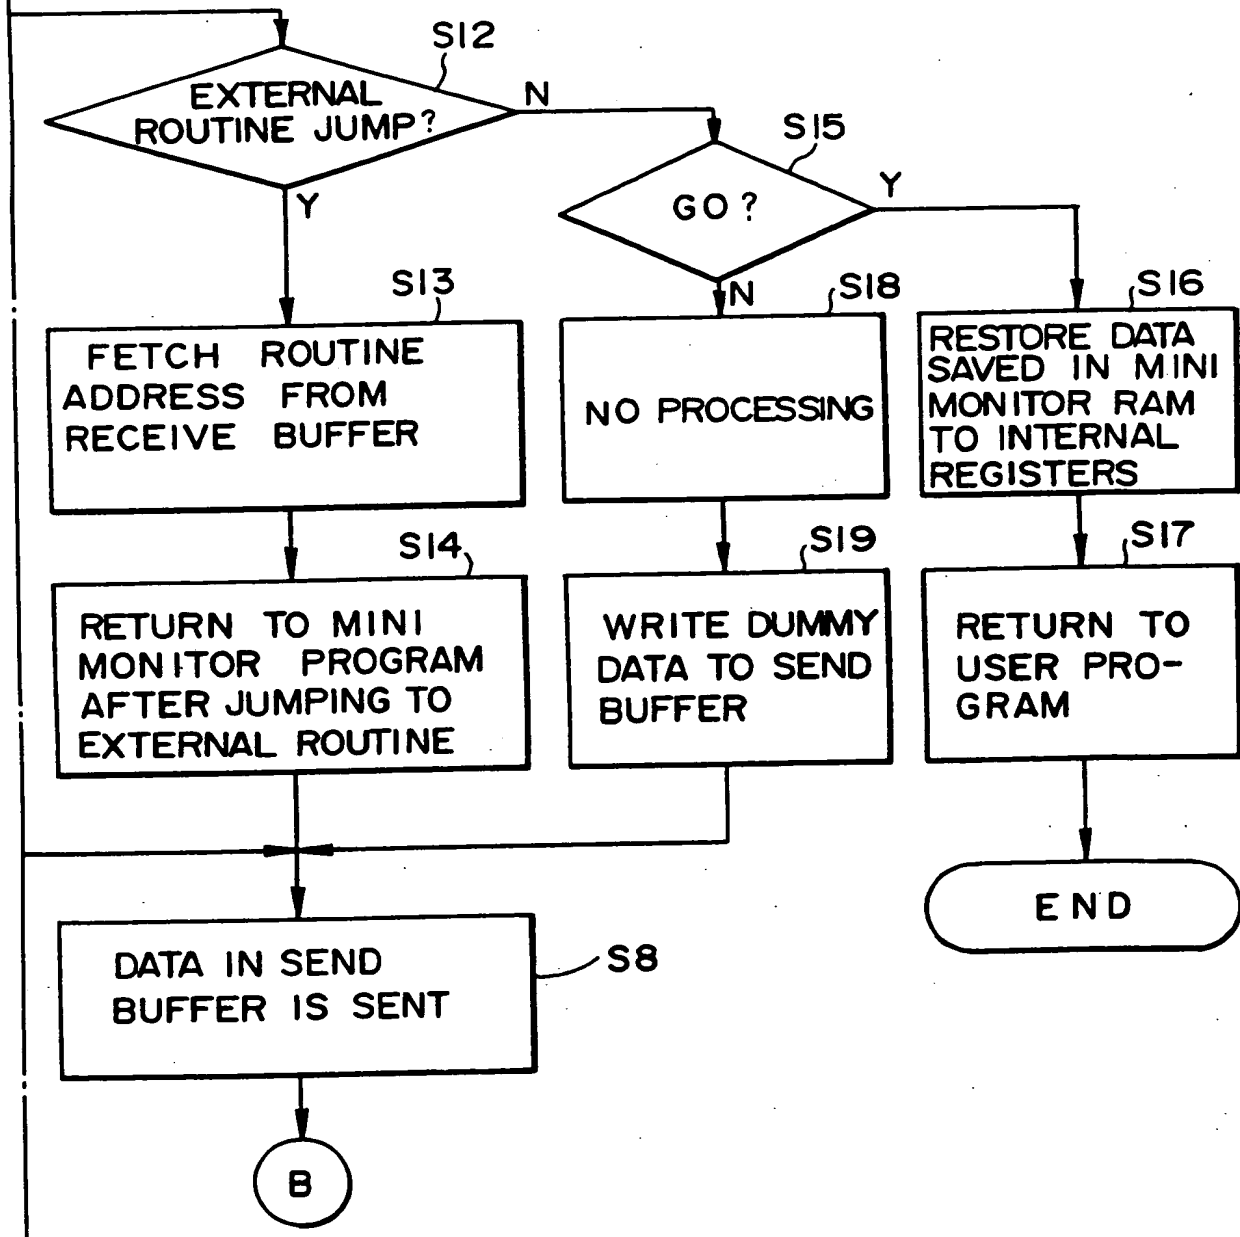 S12
EXTERNAL
ROUTINE JUMP?
N
Y
S15
GO?
Y
N
S13
FETCH ROUTINE
ADDRESS FROM
RECEIVE BUFFER
S18
NO PROCESSING
S16
RESTORE DATA
SAVED IN MINI
MONITOR RAM
TO INTERNAL
REGISTERS
S14
RETURN TO MINI
MONITOR PROGRAM
AFTER JUMPING TO
EXTERNAL ROUTINE
S19
WRITE DUMMY
DATA TO SEND
BUFFER
S17
RETURN TO
USER PRO-
GRAM
END
DATA IN SEND
BUFFER IS SENT
S8
B